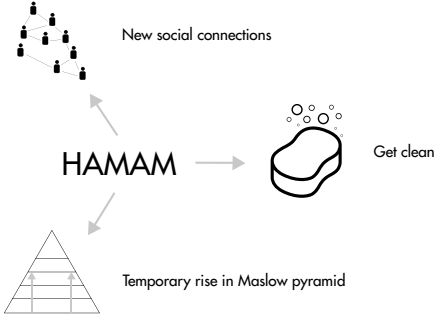 New social connections
HAMAM
Get clean
Temporary rise in Maslow pyramid